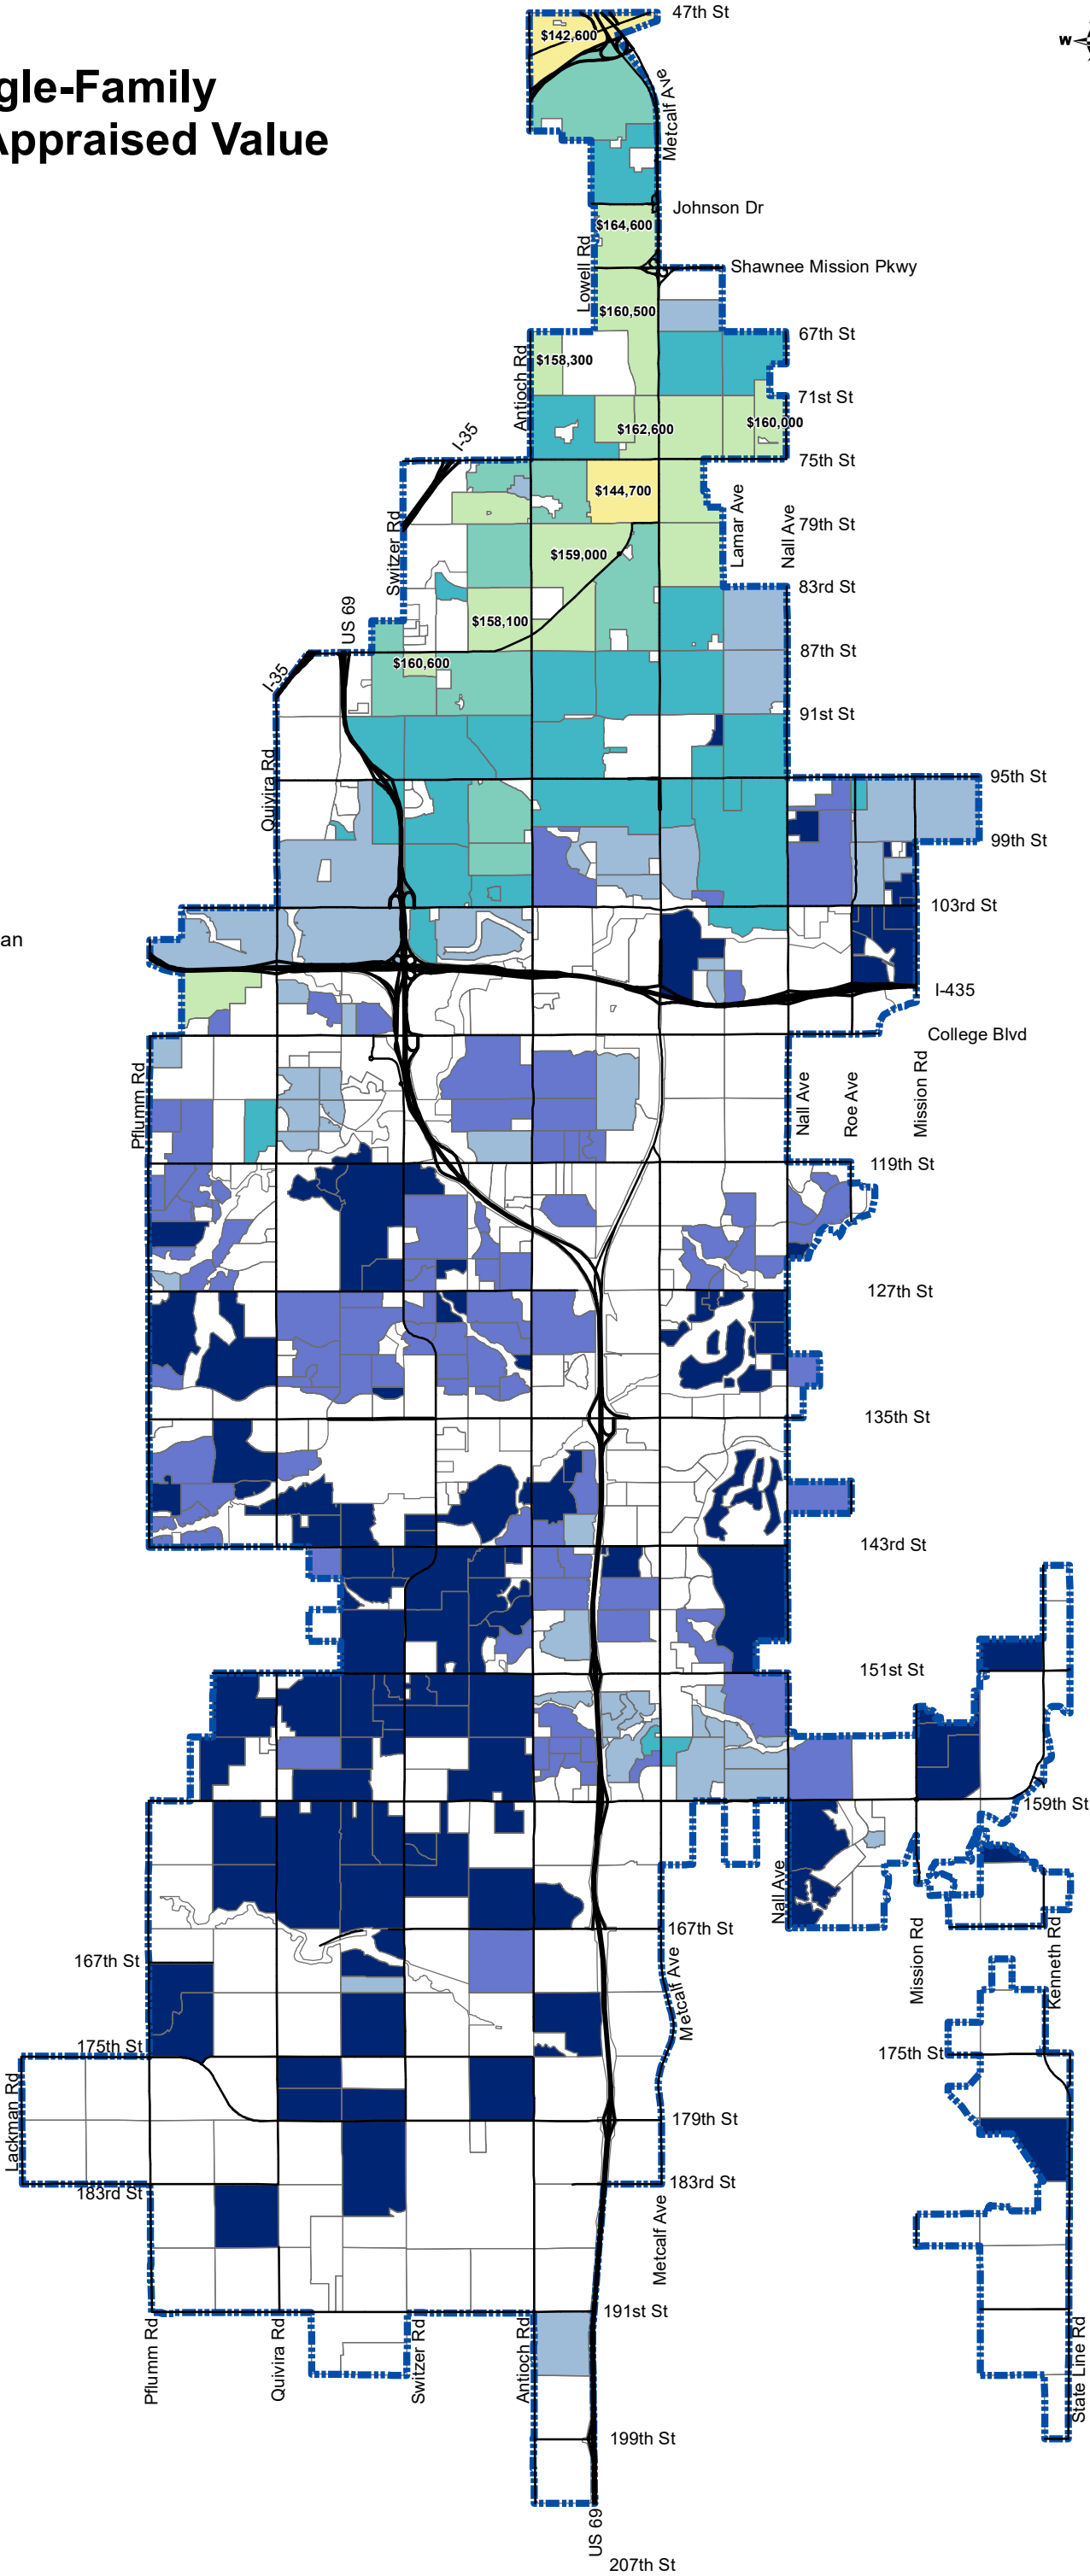 47th St
W
$142,600
gle-Family
Appraised Value
Metcalf Ave
Johnson Dr
$164,600
Lowell Rd
Shawnee Mission Pkwy
$160,500
67th St
$158,300
Antioch Rd
71st St
$162,600
$160,000
I-35
75th St
$144,700
Switzer Rd
Lamar Ave
Nall Ave
79th St
$159,000
83rd St
US 69
$158,100
87th St
$160,600
I-35
91st St
Quivira Rd
95th St
99th St
103rd St
an
I-435
College Blvd
Pflumm Rd
Nall Ave
Roe Ave
Mission Rd
119th St
127th St
135th St
143rd St
151st St
159th St
Nall Ave
167th St
Mission Rd
Kenneth Rd
167th St
Metcalf Ave
175th St
175th St
Lackman Rd
179th St
183rd St
183rd St
Metcalf Ave
191st St
Pflumm Rd
Quivira Rd
Switzer Rd
Antioch Rd
State Line Rd
199th St
US 69
207th St